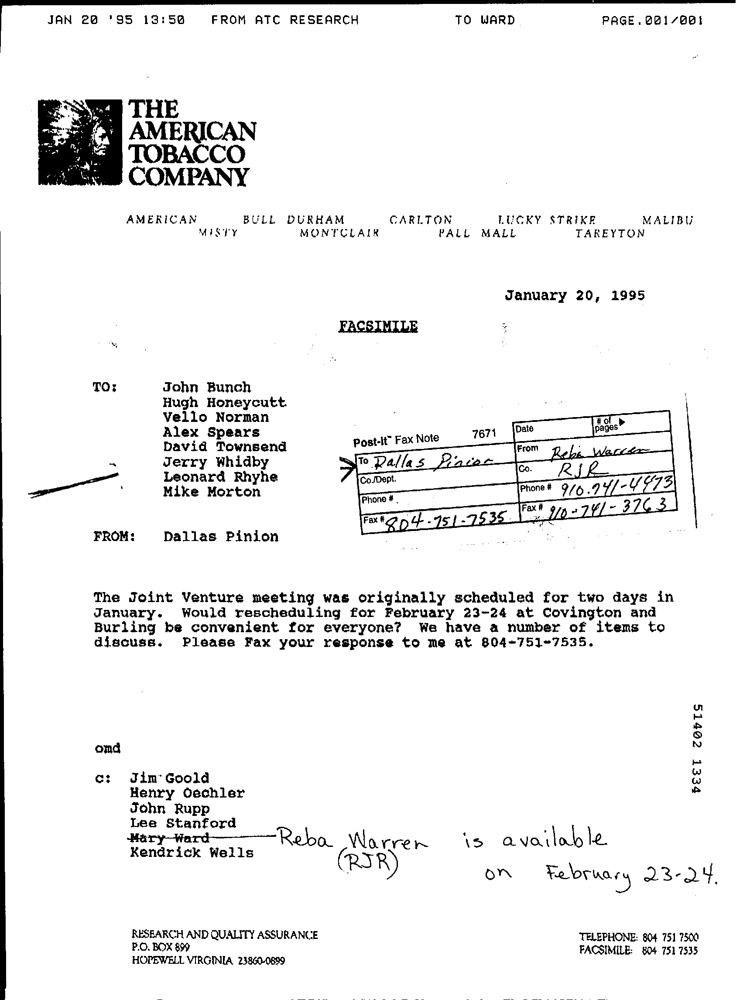 JAN 20 '95 13:50 FROM ATC RESEARCH TO WARD PAGE.001/001
THE
AMERICAN
TOBACCO
COMPANY
AMERICAN BULL DURHAM CARLTON LUCKY STRIKE MALIBU
MISTY MONTCLAIR PALL MALL TAREYTON
January 20, 1995
FACSIMILE
TO: John Bunch
Hugh Honeycutt
Vello Norman
Alex Spears
David Townsend
Jerry Whidby
Leonard Rhyhe
Mike Morton
Post-It™ Fax Note 7671 Date # of pages
To Dallas Pinion From Reba Warren
Co./Dept. Co. RJR
Phone # Phone # 910-741-4473
Fax # 804-751-7535 Fax # 910-741-3763
FROM: Dallas Pinion
The Joint Venture meeting was originally scheduled for two days in
January. Would rescheduling for February 23-24 at Covington and
Burling be convenient for everyone? We have a number of items to
discuss. Please Fax your response to me at 804-751-7535.
omd
c: Jim Goold
Henry Oechler
John Rupp
Lee Stanford
Mary Ward Reba Warren is available
Kendrick Wells (RJR) on February 23-24.
51402 1334
RESEARCH AND QUALITY ASSURANCE
P.O. BOX 899
HOPEWELL VIRGINIA 23860-0899
TELEPHONE: 804 751 7500
FACSIMILE: 804 751 7535